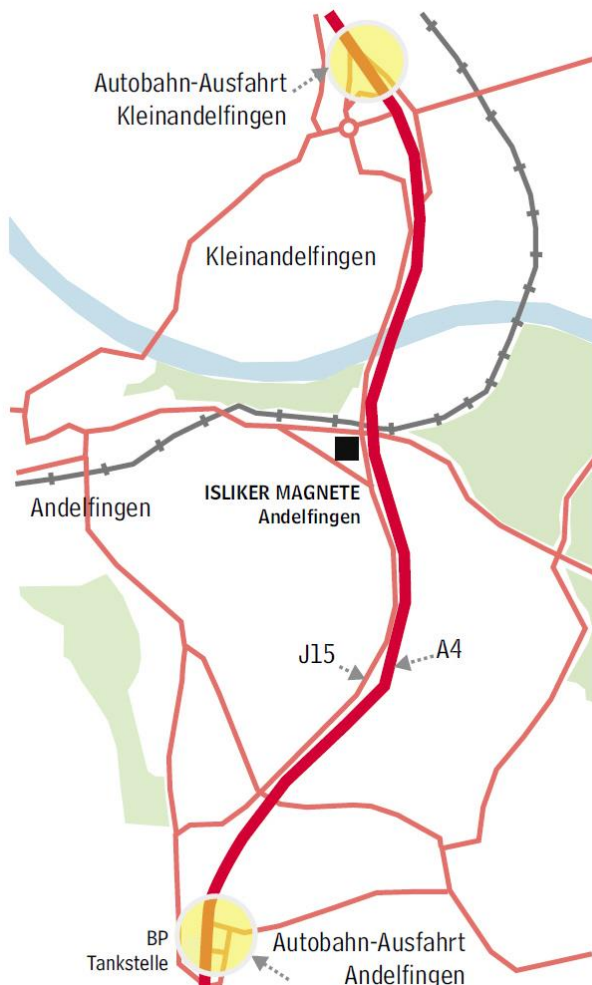 Autobahn-Ausfahrt
Kleinandelfingen
Kleinandelfingen
ISLIKER MAGNETE
Andelfingen
Andelfingen
J15
A4
BP
Tankstelle
Autobahn-Ausfahrt
Andelfingen